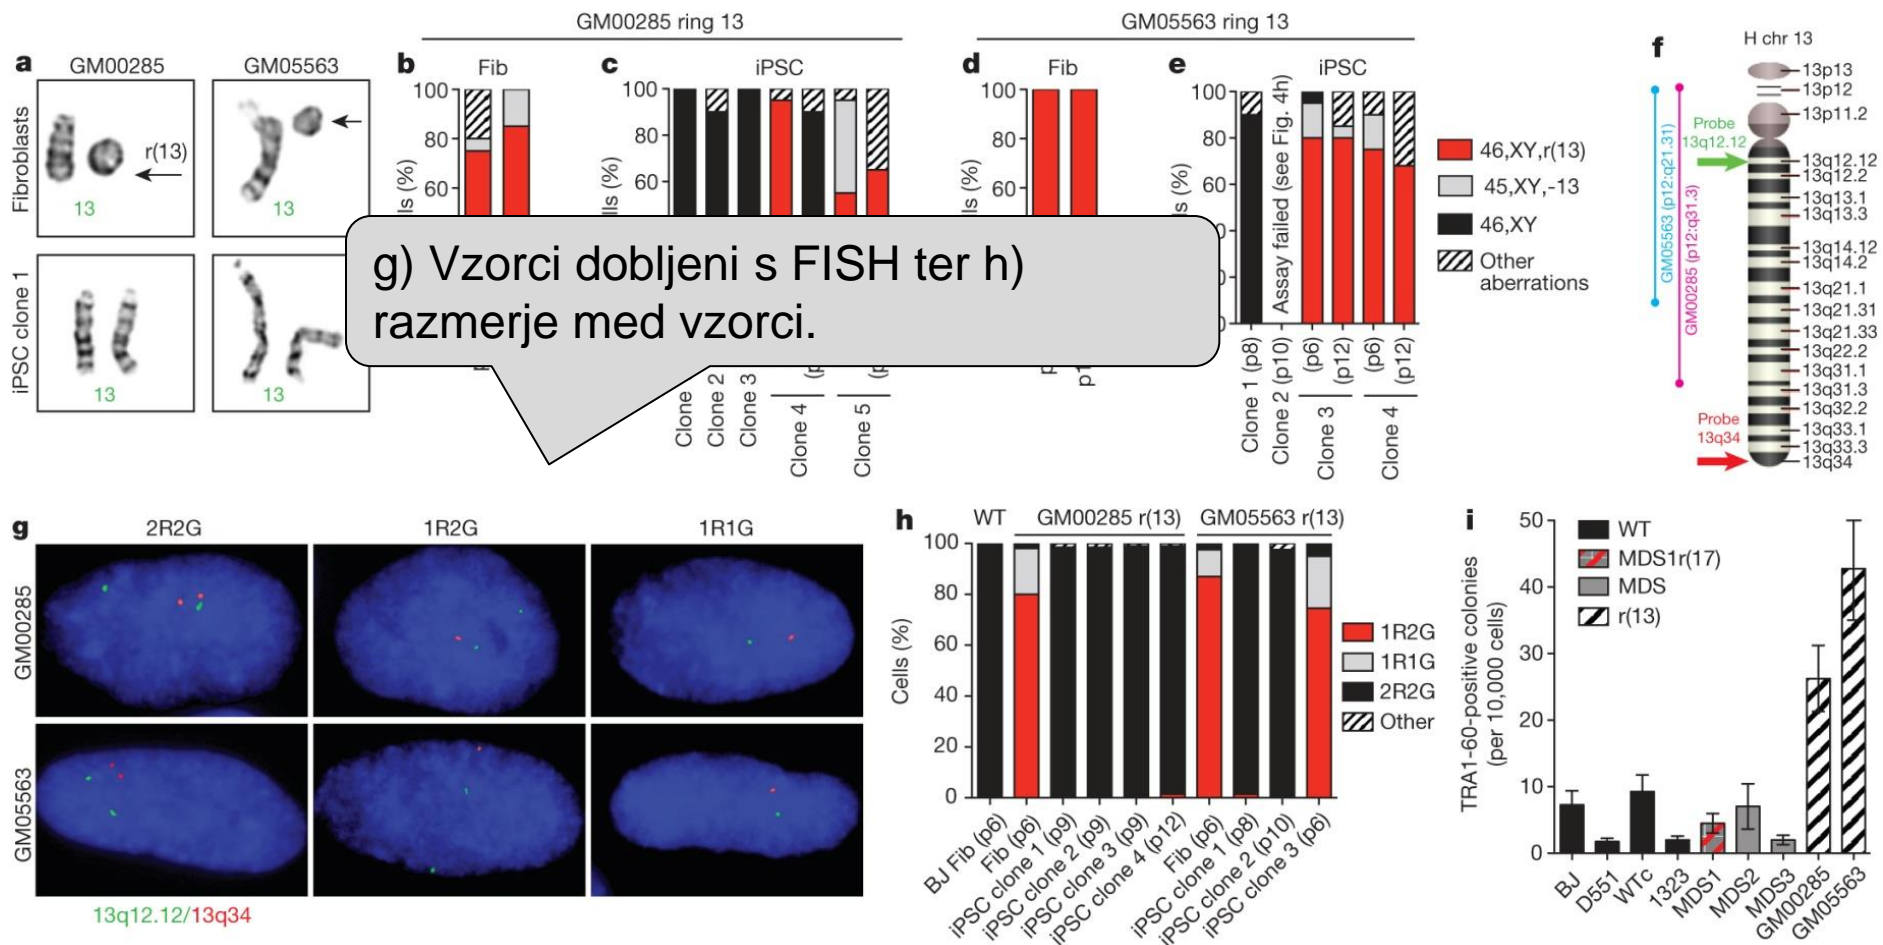 GM00285 ring 13
GM05563 ring 13
a
GM00285
GM05563
Fibroblasts
r(13)
13
13
iPSC clone 1
13
13
b
Fib
100
80
60
c
iPSC
100
80
60
Clone
Clone 2
Clone 3
Clone 4
Clone 5
d
Fib
100
80
60
e
iPSC
100
80
60
Assay failed (see Fig. 4h)
Clone 1 (p8)
Clone 2 (p10)
(p6)
(p12)
(p6)
(p12)
Clone 3
Clone 4
46,XY,r(13)
45,XY,-13
46,XY
Other
aberrations
g) Vzorci dobljeni s FISH ter h)
razmerje med vzorci.
f
H chr 13
GM05563 (p12:q21.31)
GM00285 (p12:q31.3)
Probe
13q12.12
Probe
13q34
13p13
13p12
13p11.2
13q12.12
13q12.2
13q13.1
13q13.3
13q14.12
13q14.2
13q21.1
13q21.31
13q21.33
13q22.2
13q31.1
13q31.3
13q32.2
13q33.1
13q33.3
13q34
g
2R2G
1R2G
1R1G
GM00285
GM05563
13q12.12/13q34
h
WT
GM00285 r(13)
GM05563 r(13)
Cells (%)
100
80
60
40
20
0
BJ Fib (p6)
Fib (p6)
iPSC clone 1 (p9)
iPSC clone 2 (p9)
iPSC clone 3 (p9)
iPSC clone 4 (p12)
Fib (p6)
iPSC clone 1 (p8)
iPSC clone 2 (p10)
iPSC clone 3 (p6)
1R2G
1R1G
2R2G
Other
i
TRA1-60-positive colonies
(per 10,000 cells)
50
40
30
20
10
0
WT
MDS1r(17)
MDS
r(13)
BJ
D551
WTc
1323
MDS1
MDS2
MDS3
GM00285
GM05563